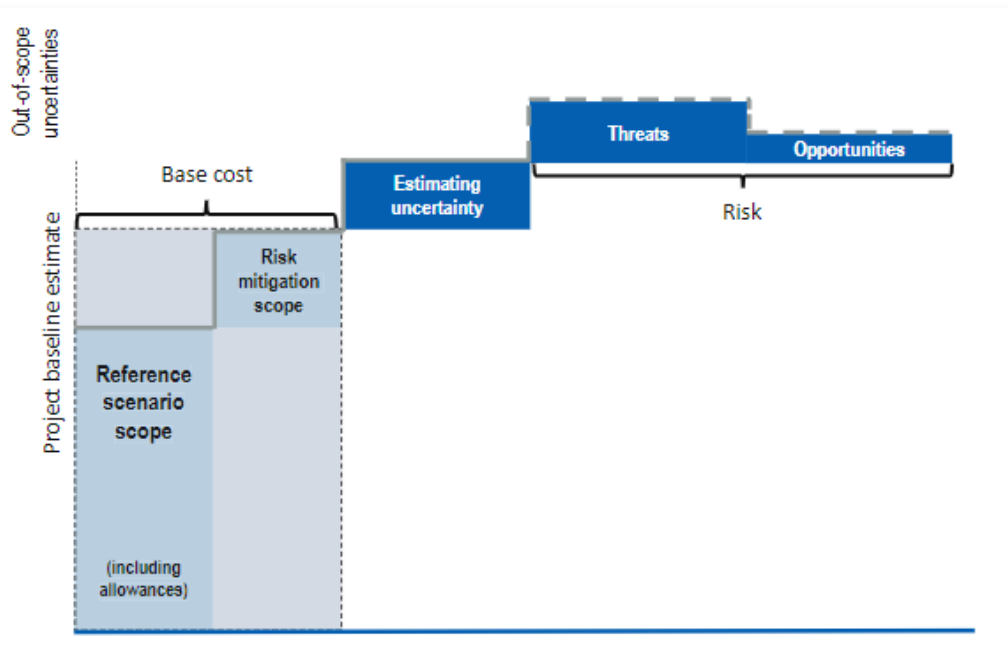 Out-of-scope
uncertainties
Project baseline estimate
Base cost
Reference
scenario
scope
(including
allowances)
Risk
mitigation
scope
Estimating
uncertainty
Threats
Opportunities
Risk